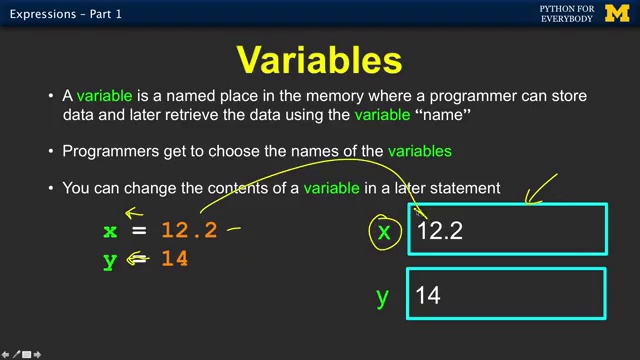 Expressions – Part 1
PYTHON FOR
EVERYBODY
M
Variables
• A variable is a named place in the memory where a programmer can store
data and later retrieve the data using the variable “name”
• Programmers get to choose the names of the variables
• You can change the contents of a variable in a later statement
x = 12.2
y = 14
x 12.2
y 14